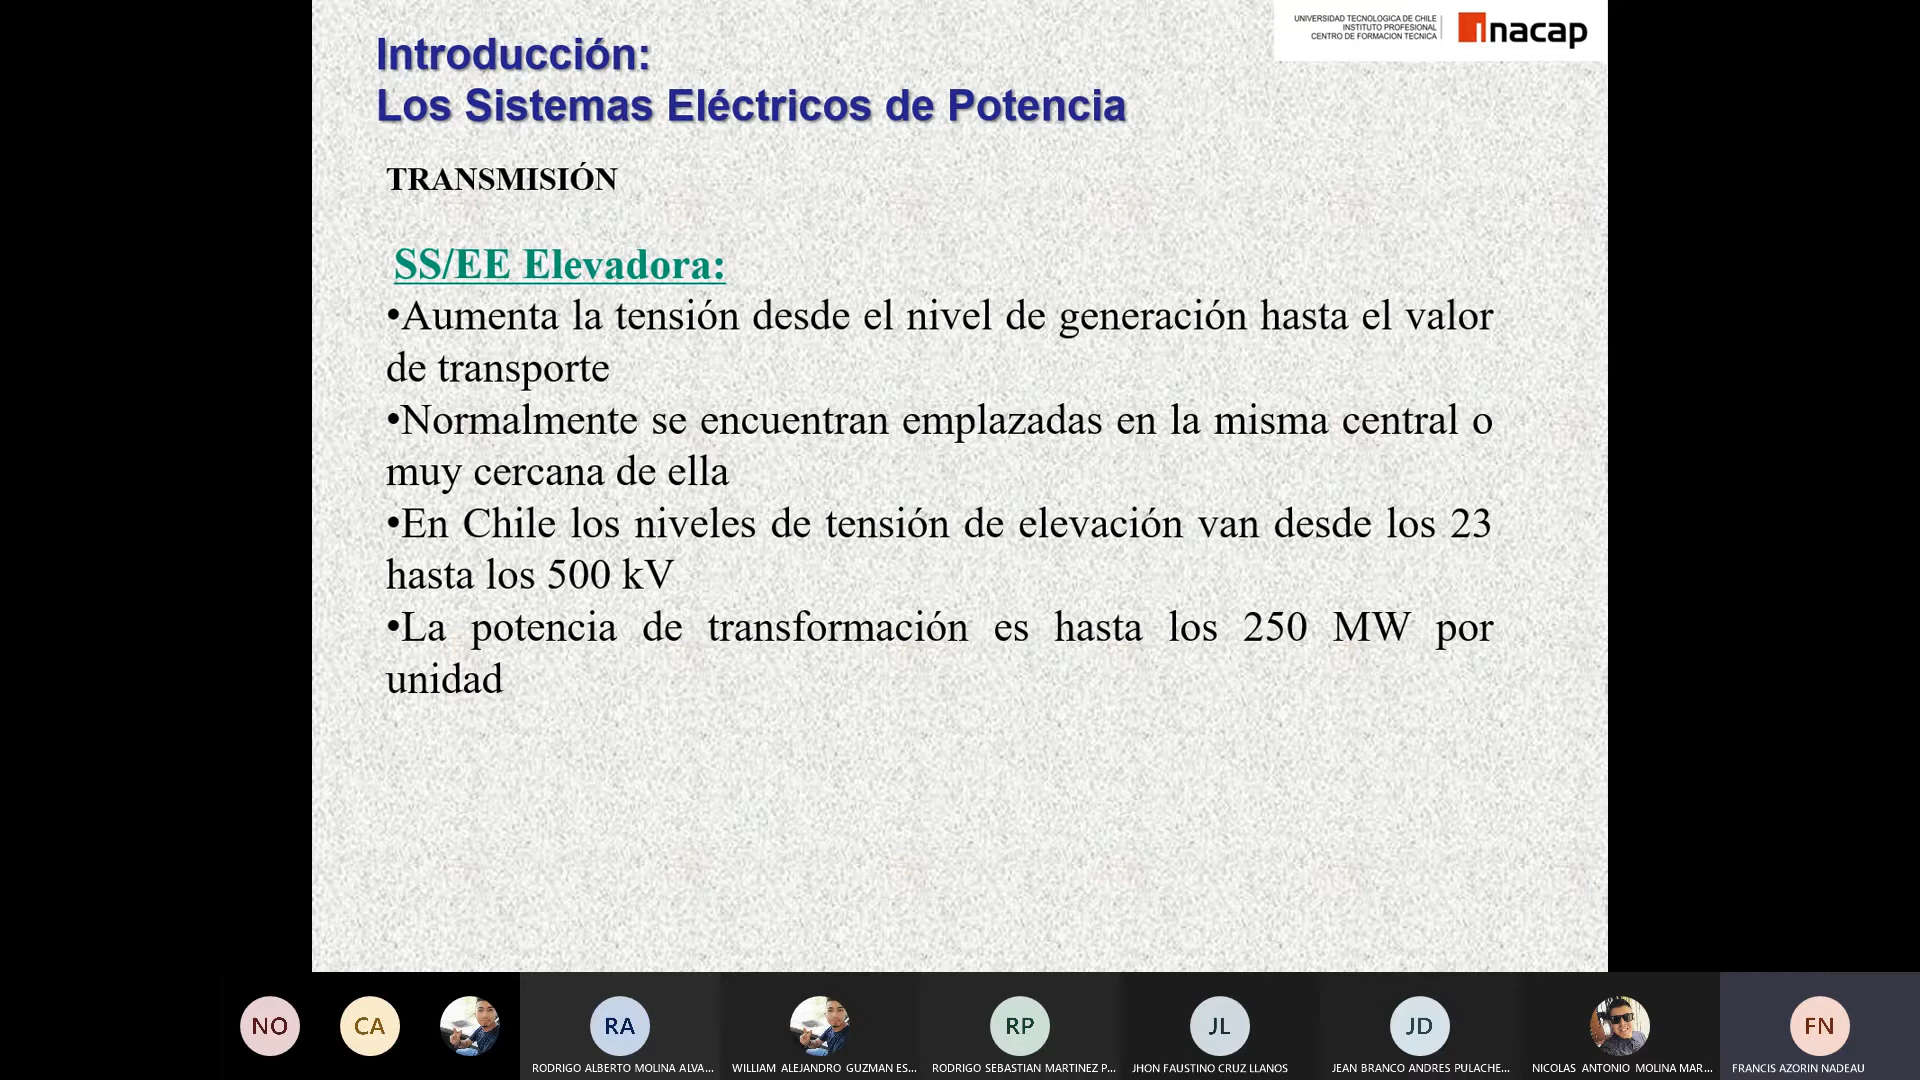 UNIVERSIDAD TECNOLOGICA DE CHILE
INSTITUTO PROFESIONAL
CENTRO DE FORMACION TECNICA
inacap
Introducción:
Los Sistemas Eléctricos de Potencia
TRANSMISIÓN
SS/EE Elevadora:
•Aumenta la tensión desde el nivel de generación hasta el valor
de transporte
•Normalmente se encuentran emplazadas en la misma central o
muy cercana de ella
•En Chile los niveles de tensión de elevación van desde los 23
hasta los 500 kV
•La potencia de transformación es hasta los 250 MW por
unidad
NO
CA
RA
RP
JL
JD
FN
RODRIGO ALBERTO MOLINA ALVA...
WILLIAM ALEJANDRO GUZMAN ES...
RODRIGO SEBASTIAN MARTINEZ P...
JHON FAUSTINO CRUZ LLANOS
JEAN BRANCO ANDRES PULACHE...
NICOLAS ANTONIO MOLINA MAR...
FRANCIS AZORIN NADEAU